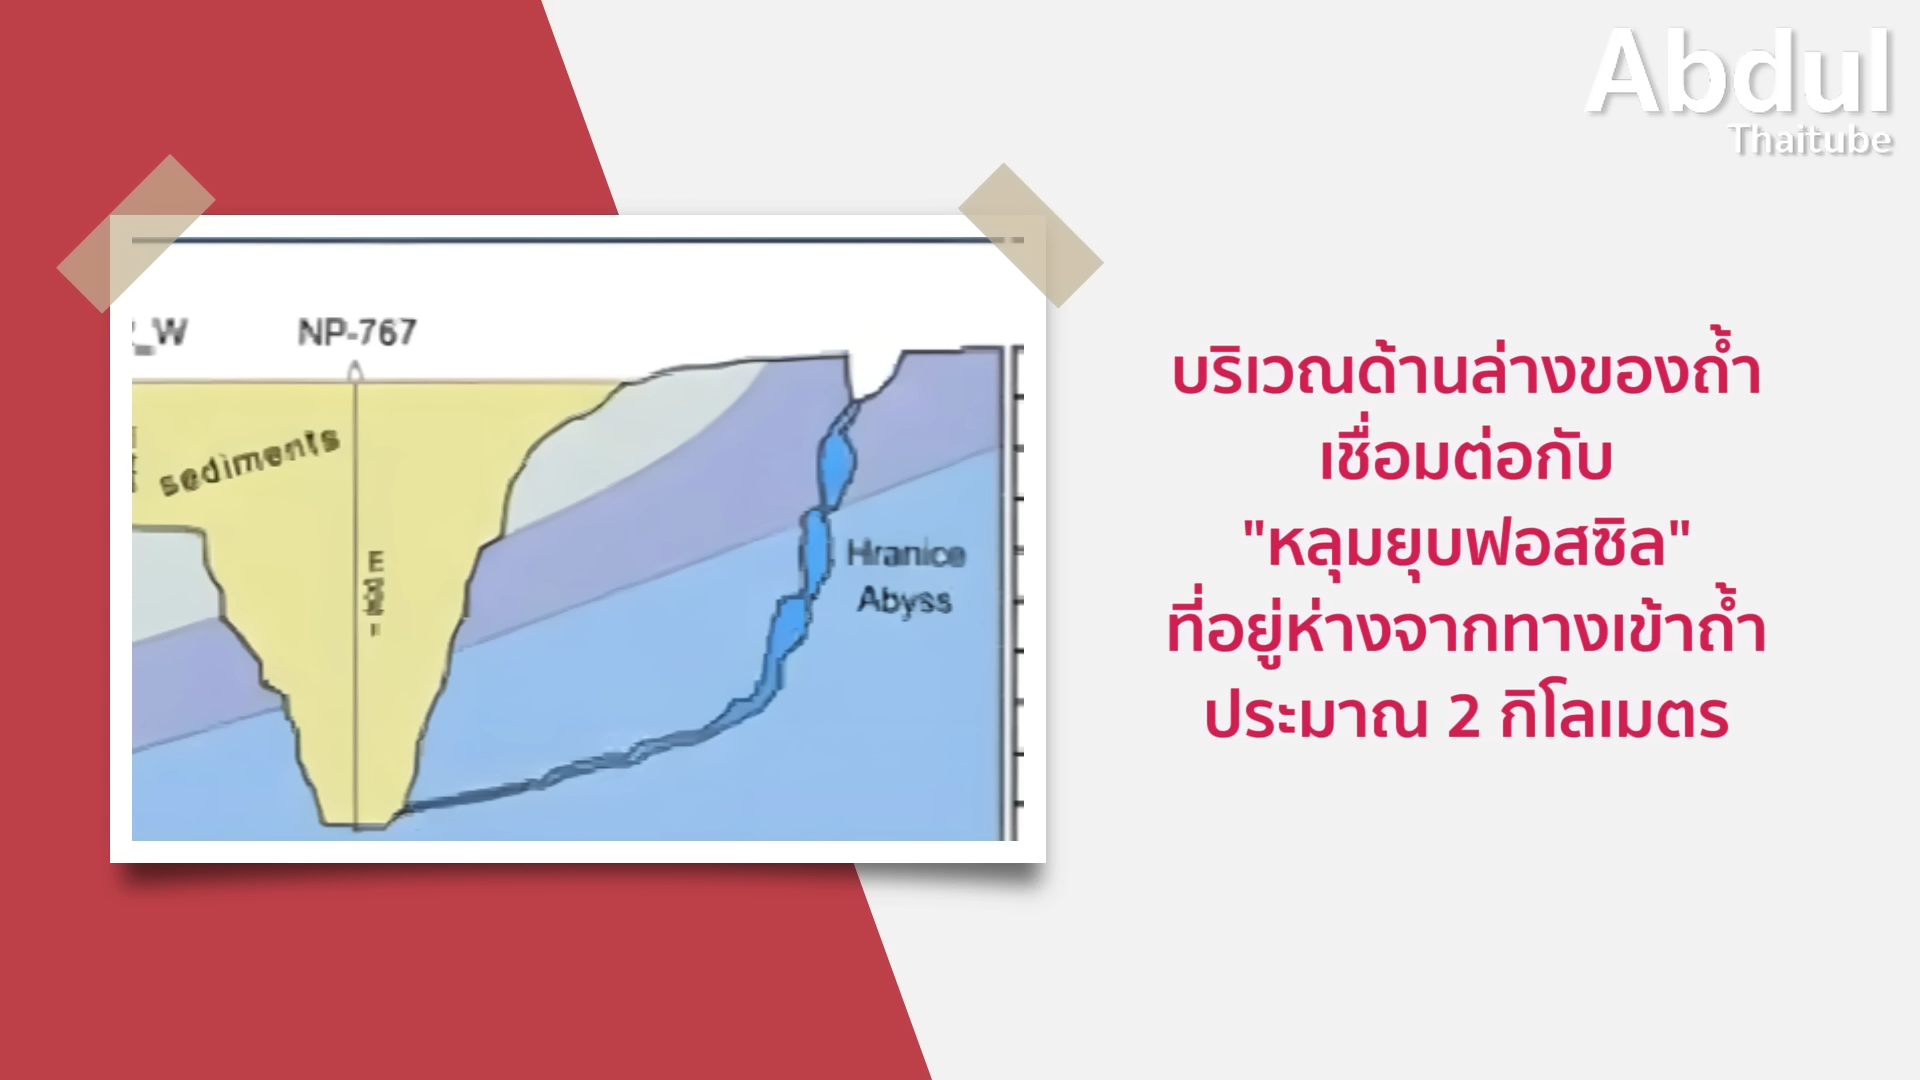 Abdul
Thaitube
_W
NP-767
sediments
Hranice
Abyss
บริเวณด้านล่างของถ้ำ
เชื่อมต่อกับ
"หลุมยุบฟอสซิล"
ที่อยู่ห่างจากทางเข้าถ้ำ
ประมาณ 2 กิโลเมตร